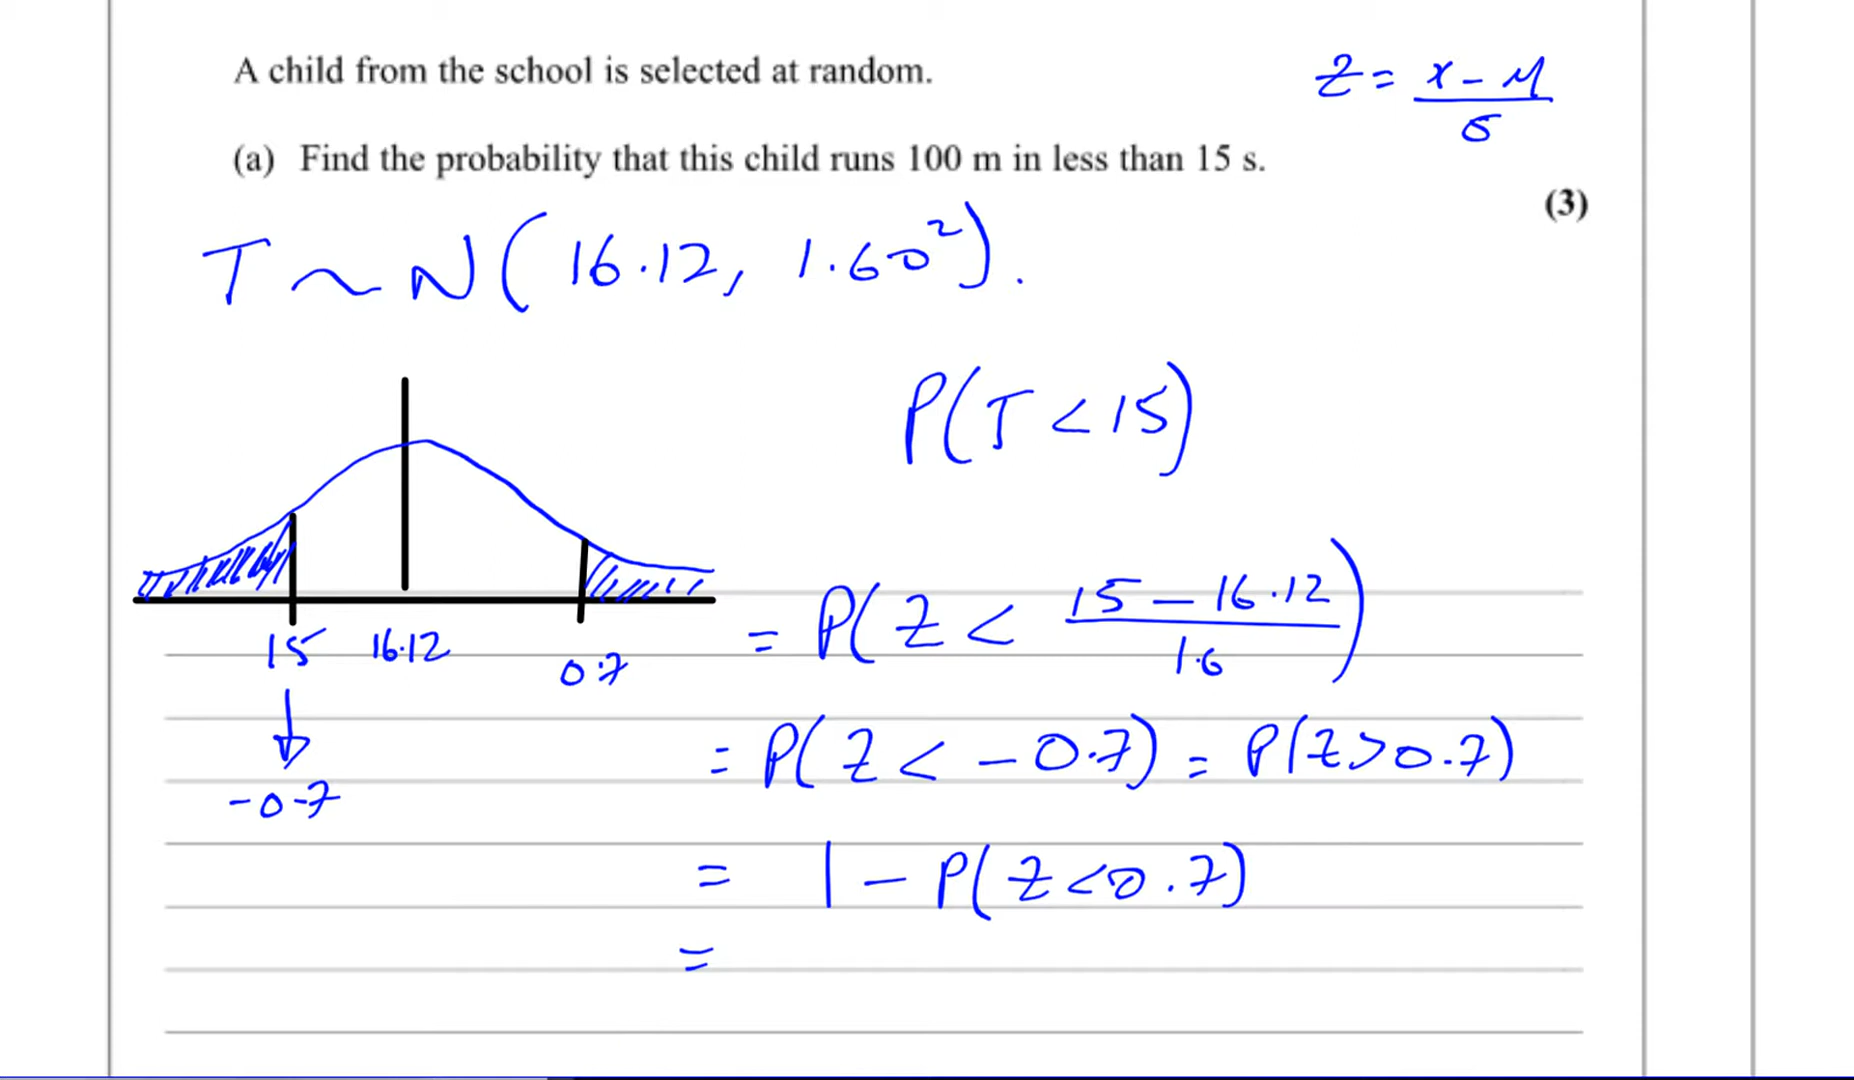 A child from the school is selected at random.
Z = x - μ / σ
(a) Find the probability that this child runs 100 m in less than 15 s.
(3)
T ~ N ( 16.12, 1.60² ).
P(T < 15)
= P( Z < 15 - 16.12 / 1.6 )
15 16.12 0.7
-0.7
= P( Z < - 0.7) = P(Z > 0.7)
= 1 - P( Z < 0.7)
=